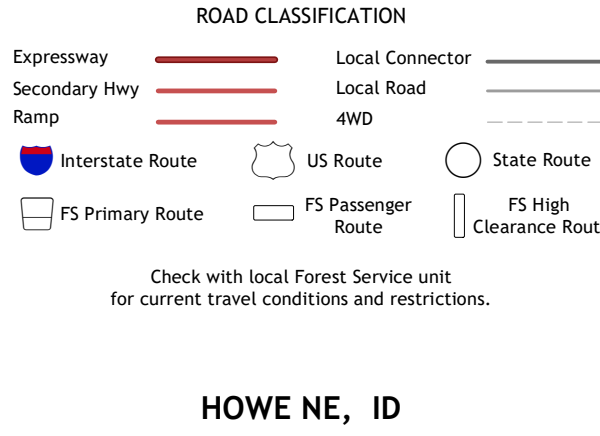 ROAD CLASSIFICATION
Expressway
Local Connector
Secondary Hwy
Local Road
Ramp
4WD
Interstate Route
US Route
State Route
FS Primary Route
FS Passenger
Route
FS High
Clearance Rout
Check with local Forest Service unit
for current travel conditions and restrictions.
HOWE NE, ID